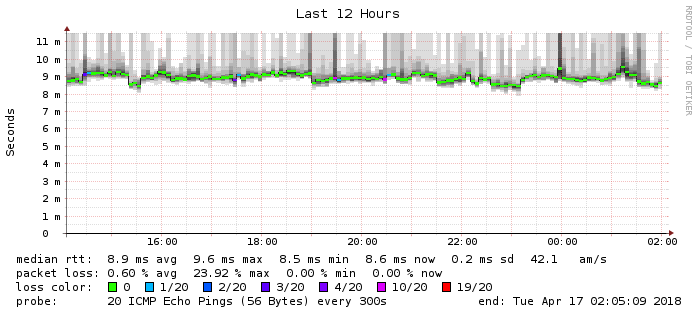 Last 12 Hours
RRDTOOL / TOBI OETIKER
Seconds
11 m
10 m
9 m
8 m
7 m
6 m
5 m
4 m
3 m
2 m
1 m
0
16:00 18:00 20:00 22:00 00:00 02:00
median rtt: 8.9 ms avg 9.6 ms max 8.5 ms min 8.6 ms now 0.2 ms sd 42.1 am/s
packet loss: 0.60 % avg 23.92 % max 0.00 % min 0.00 % now
loss color: 0 1/20 2/20 3/20 4/20 10/20 19/20
probe: 20 ICMP Echo Pings (56 Bytes) every 300s end: Tue Apr 17 02:05:09 2018